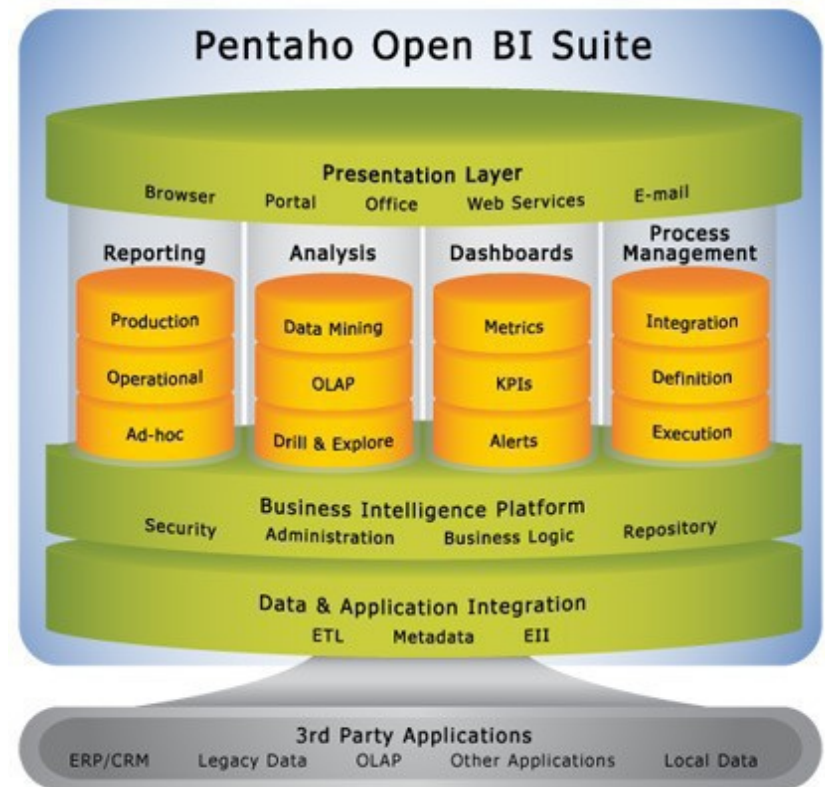 Pentaho Open BI Suite
Presentation Layer
Browser Portal Office Web Services E-mail
Reporting
Production
Operational
Ad-hoc
Analysis
Data Mining
OLAP
Drill & Explore
Dashboards
Metrics
KPIs
Alerts
Process
Management
Integration
Definition
Execution
Business Intelligence Platform
Security Administration Business Logic Repository
Data & Application Integration
ETL Metadata EII
3rd Party Applications
ERP/CRM Legacy Data OLAP Other Applications Local Data